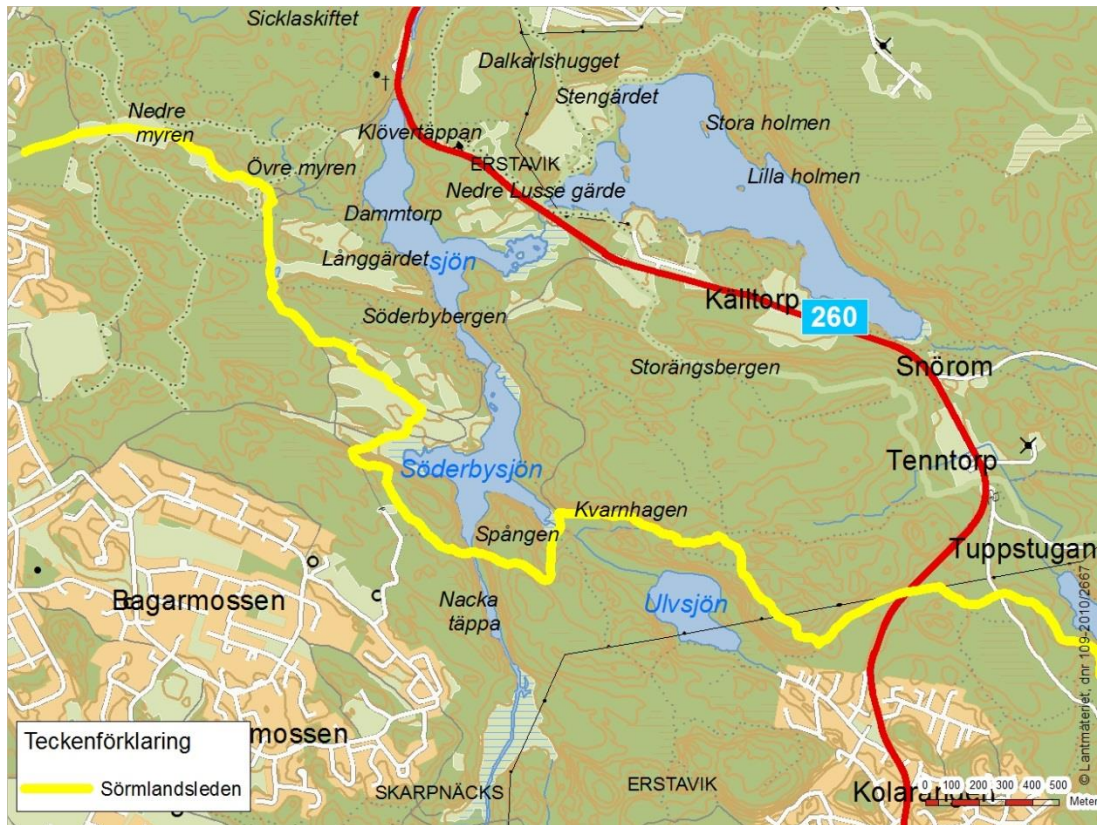 Sicklaskiftet
Dalkarlshugget
Stengärdet
Nedre
myren
Klövertäppan
Stora holmen
ERSTAVIK
Övre myren
Lilla holmen
Nedre Lusse gärde
Dammtorp
Långgärdet
sjön
Källtorp
260
Söderbybergen
Storängsbergen
Snörom
Söderbysjön
Tenntorp
Kvarnhagen
Spången
Tuppstugan
Bagarmossen
Nacka
täppa
Ulvsjön
Teckenförklaring
mossen
Sörmlandsleden
SKARPNÄCKS
ERSTAVIK
Kolarängen
0 100 200 300 400 500
Meter
© Lantmäteriet, dnr 109-2010/2667